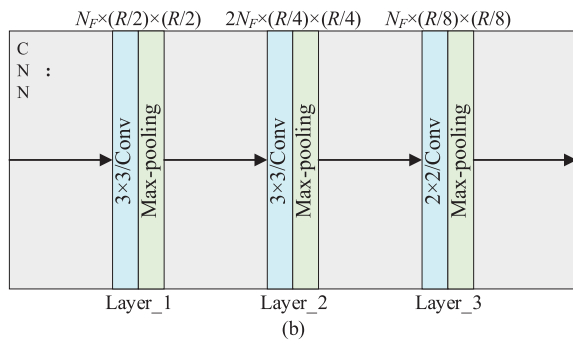 N_F×(R/2)×(R/2) 2N_F×(R/4)×(R/4) N_F×(R/8)×(R/8)
C
N :
N
3×3/Conv
Max-pooling
3×3/Conv
Max-pooling
2×2/Conv
Max-pooling
Layer_1 Layer_2 Layer_3
(b)